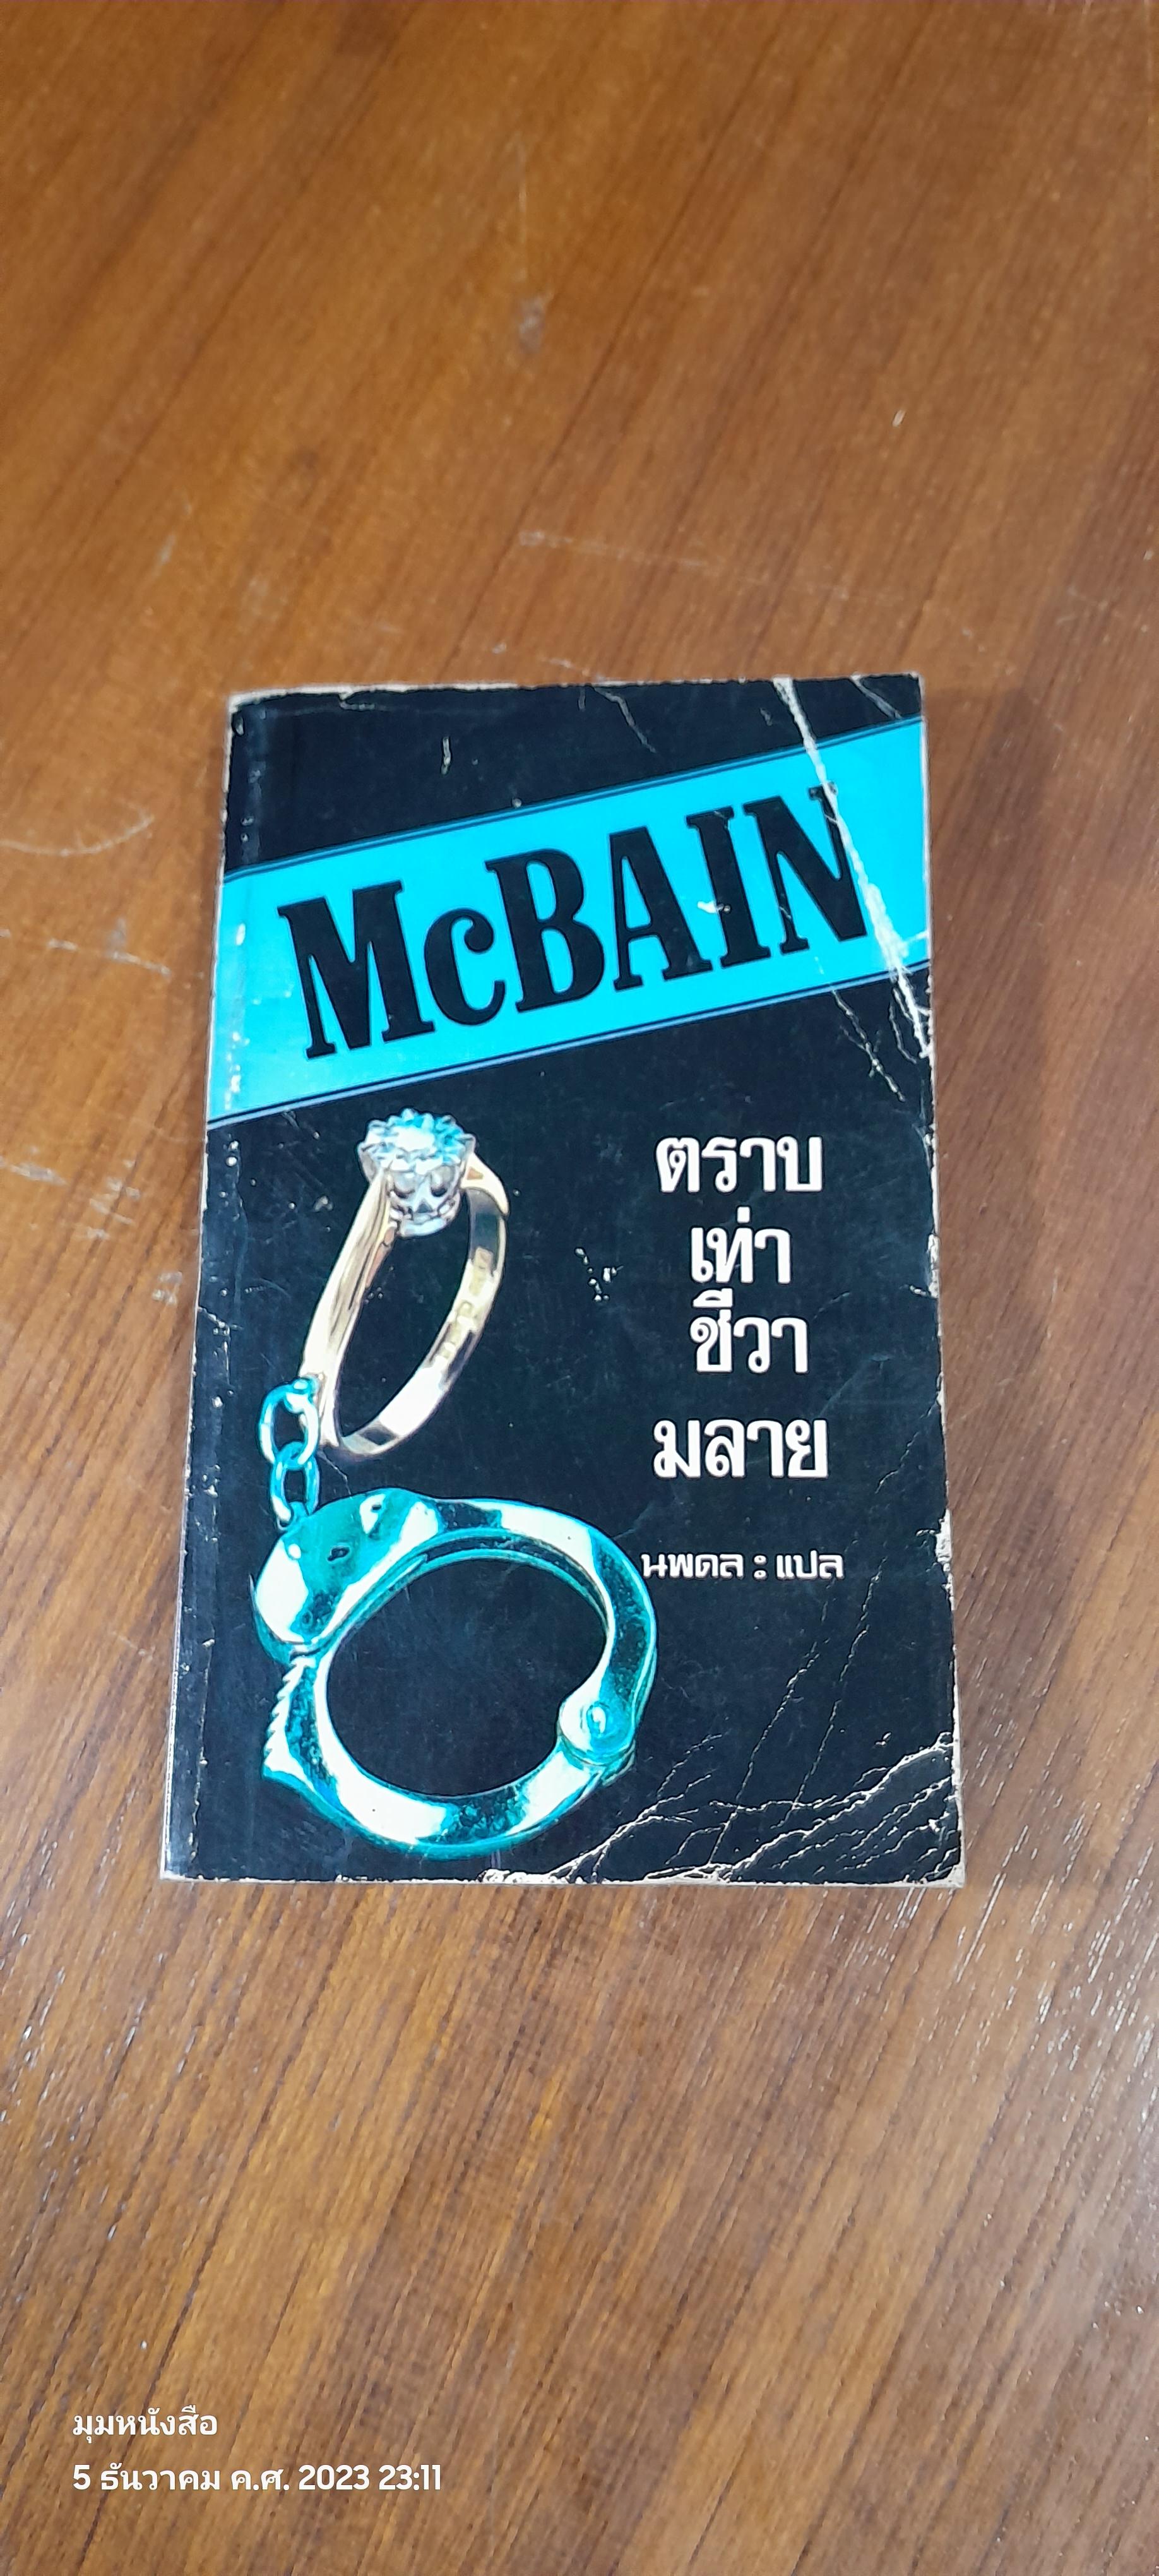 McBAIN
ตราบ
เท่า
ชีวา
มลาย
นพดล : แปล
มุมหนังสือ
5 ธันวาคม ค.ศ. 2023 23:11